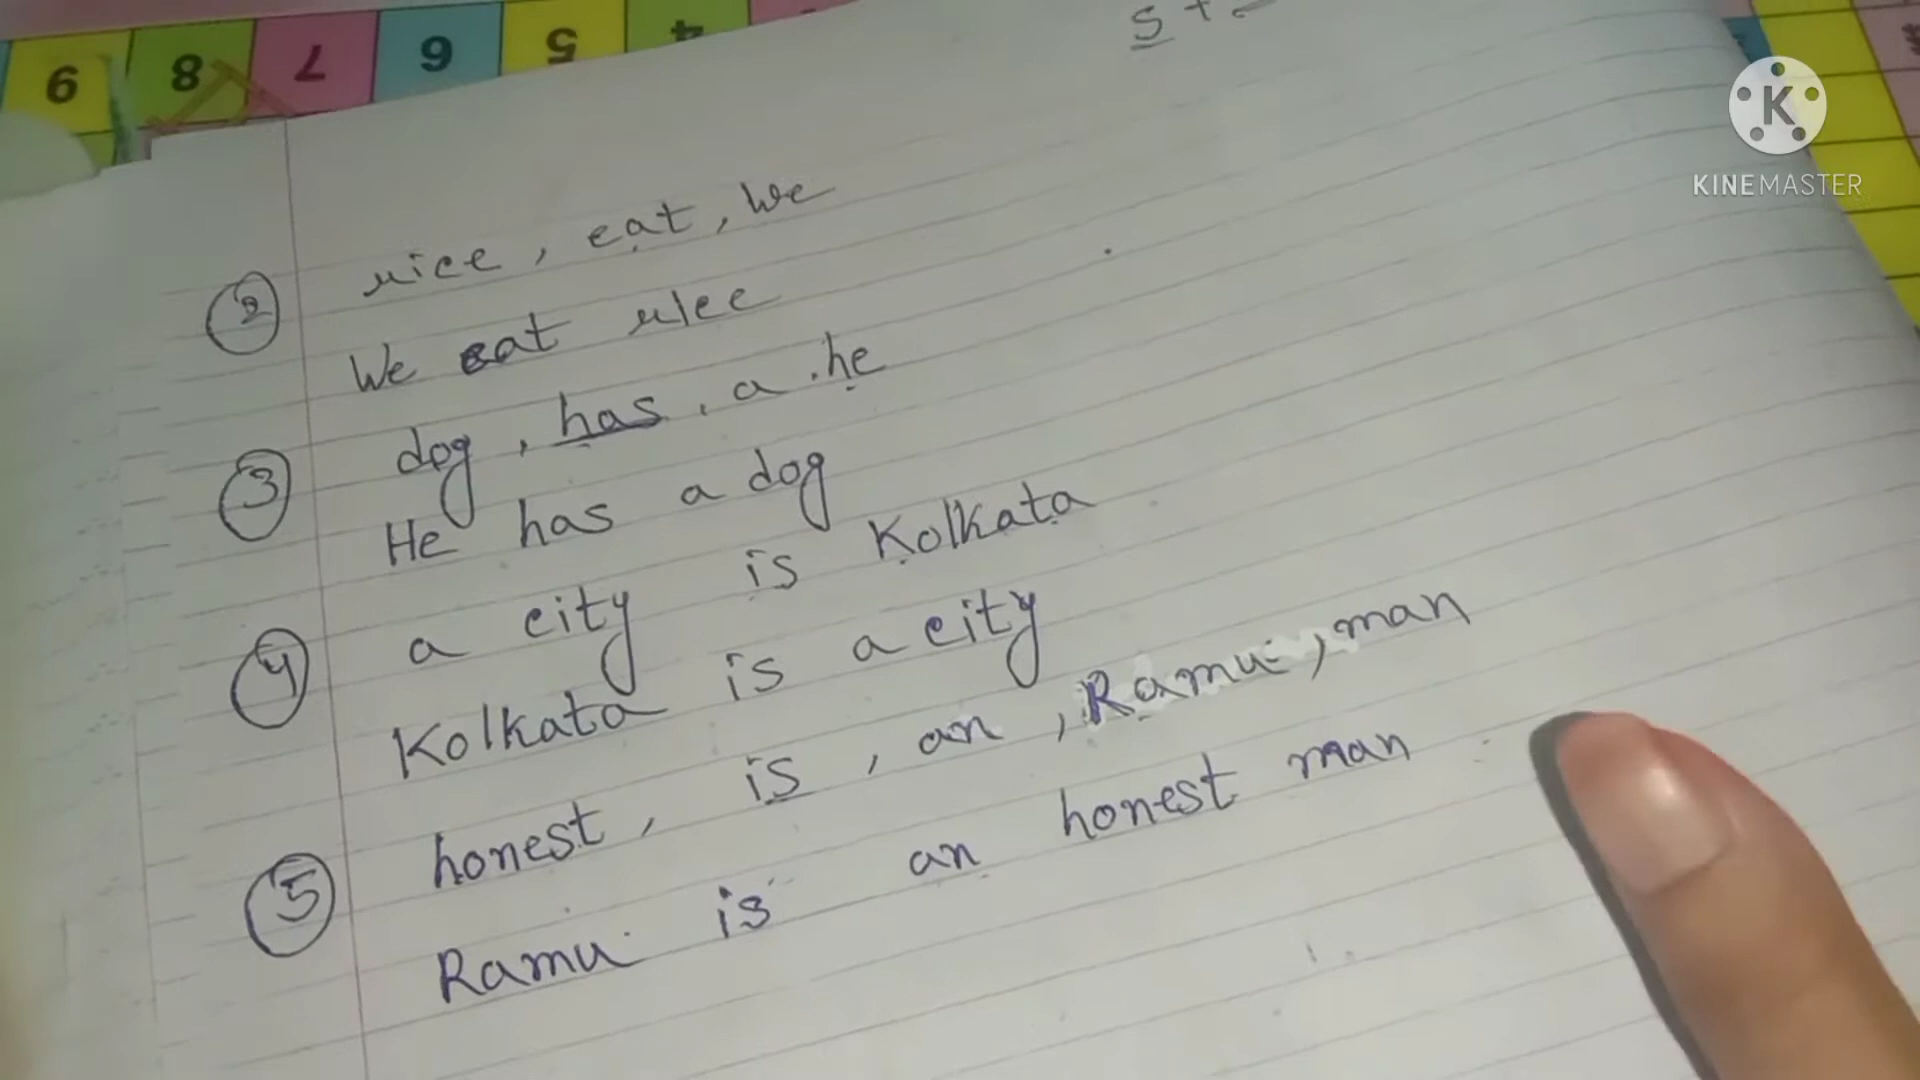 9 8 7 6 5 4
S +
K
KINEMASTER
② rice, eat, We
We eat rice
③ dog, has, a, he
He has a dog
④ a city is Kolkata
Kolkata is a city
⑤ honest, is, an, Ramu, man
Ramu is an honest man